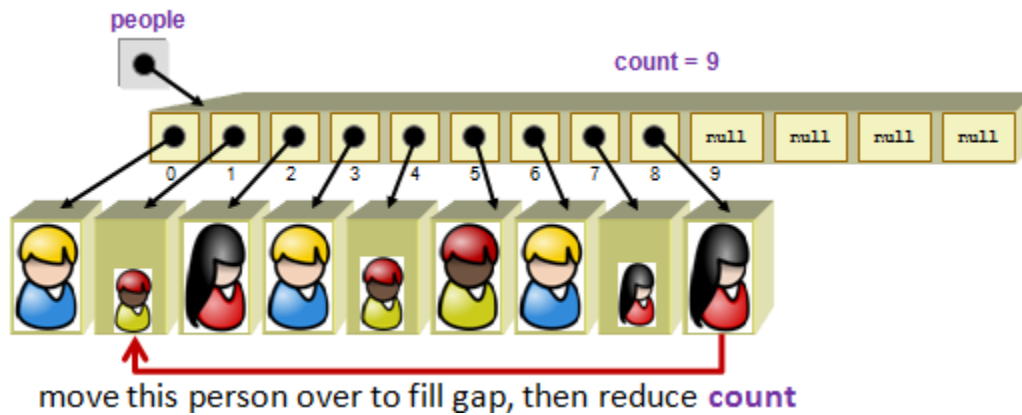 people
count = 9
null null null null
0 1 2 3 4 5 6 7 8 9
move this person over to fill gap, then reduce count